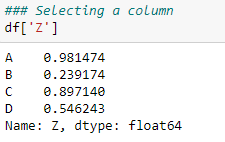 ### Selecting a column
df['Z']
A    0.981474
B    0.239174
C    0.897140
D    0.546243
Name: Z, dtype: float64